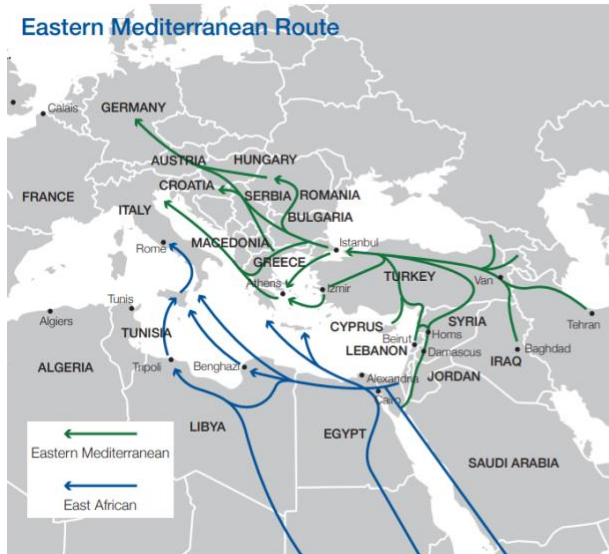 Eastern Mediterranean Route
Calais
GERMANY
AUSTRIA
HUNGARY
CROATIA
FRANCE
SERBIA
ROMANIA
ITALY
BULGARIA
MACEDONIA
Rome
Istanbul
GREECE
Athens
Izmir
TURKEY
Van
Tunis
Algiers
CYPRUS
SYRIA
Tehran
TUNISIA
Beirut
Homs
LEBANON
Damascus
IRAQ
Baghdad
ALGERIA
Tripoli
Benghazi
Alexandria
JORDAN
Cairo
LIBYA
EGYPT
SAUDI ARABIA
Eastern Mediterranean
East African